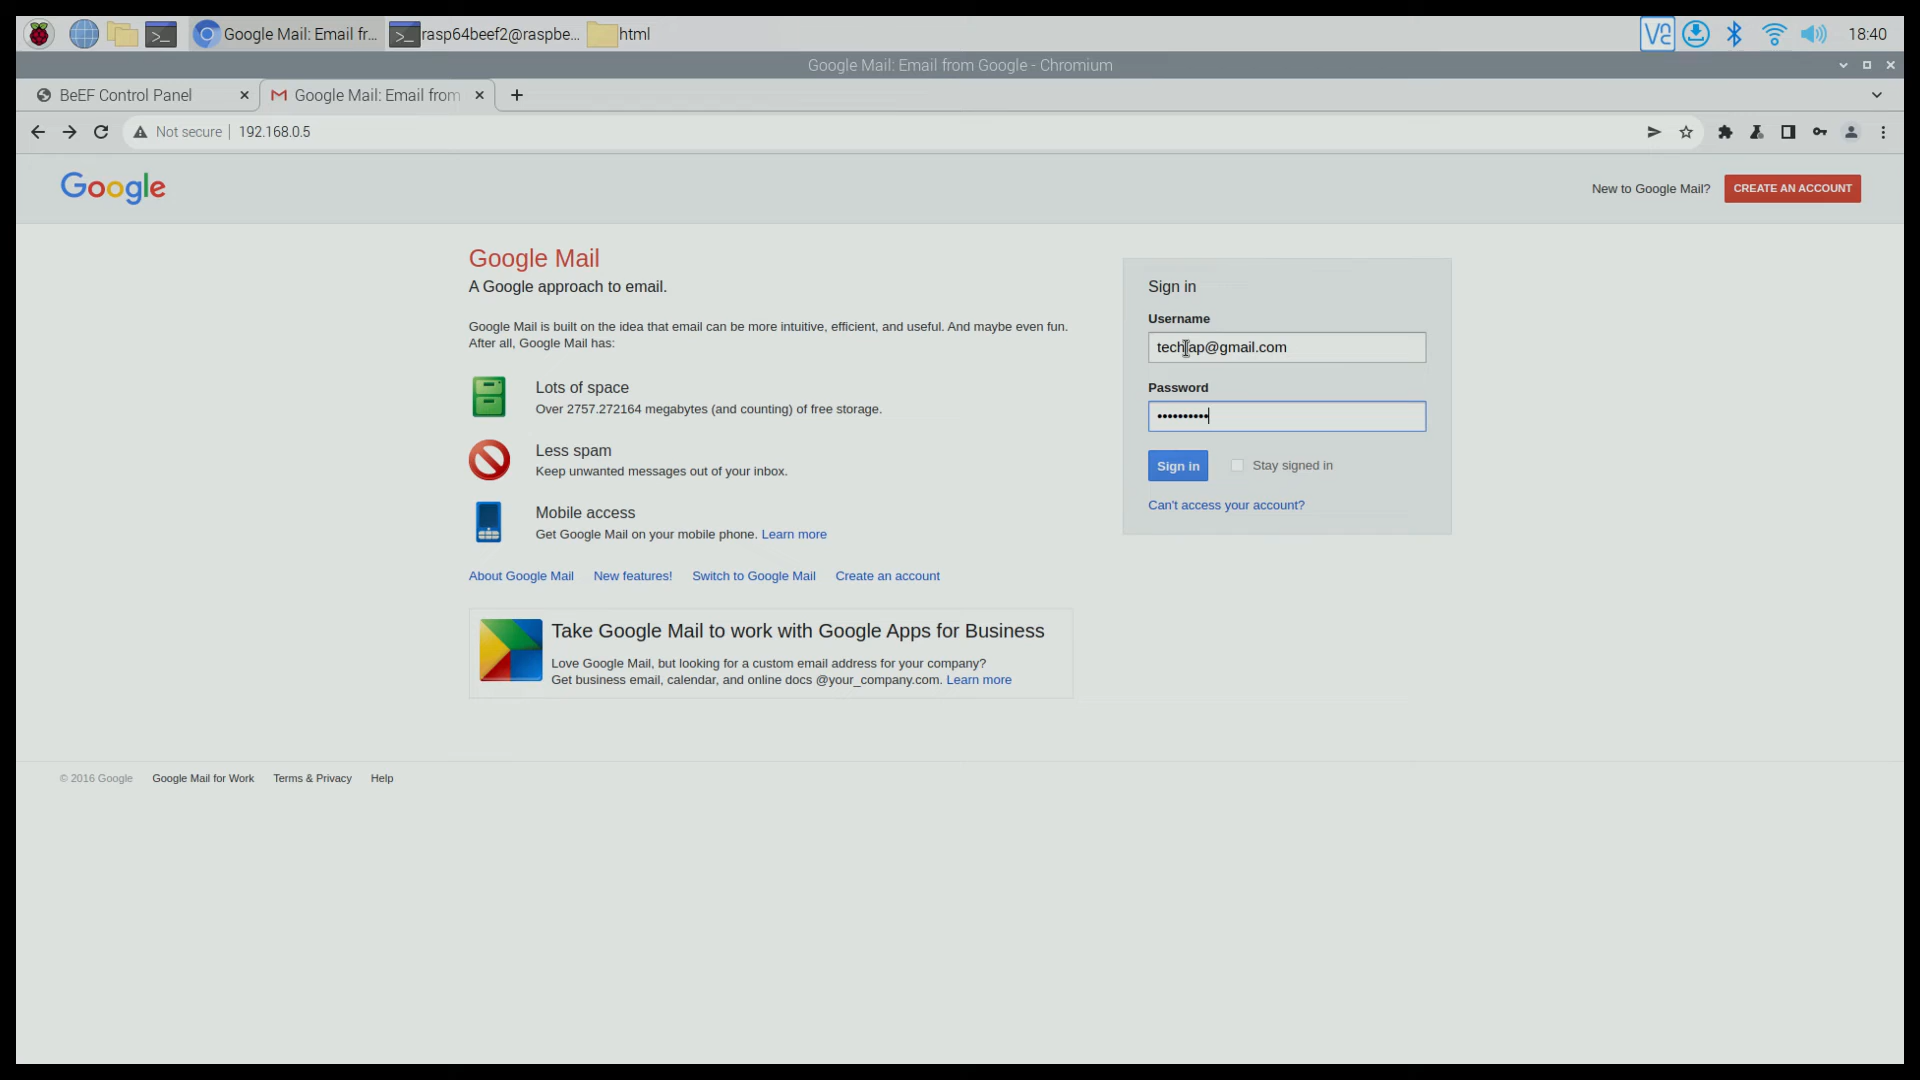 Google Mail: Email fr...
rasp64beef2@raspbe...
html
18:40
Google Mail: Email from Google - Chromium
BeEF Control Panel
Google Mail: Email from
Not secure
192.168.0.5
Google
New to Google Mail?
CREATE AN ACCOUNT
Google Mail
A Google approach to email.
Google Mail is built on the idea that email can be more intuitive, efficient, and useful. And maybe even fun.
After all, Google Mail has:
Lots of space
Over 2757.272164 megabytes (and counting) of free storage.
Less spam
Keep unwanted messages out of your inbox.
Mobile access
Get Google Mail on your mobile phone. Learn more
About Google Mail
New features!
Switch to Google Mail
Create an account
Take Google Mail to work with Google Apps for Business
Love Google Mail, but looking for a custom email address for your company?
Get business email, calendar, and online docs @your_company.com. Learn more
Sign in
Username
Password
••••••••••
Sign in
Stay signed in
Can't access your account?
© 2016 Google
Google Mail for Work
Terms & Privacy
Help